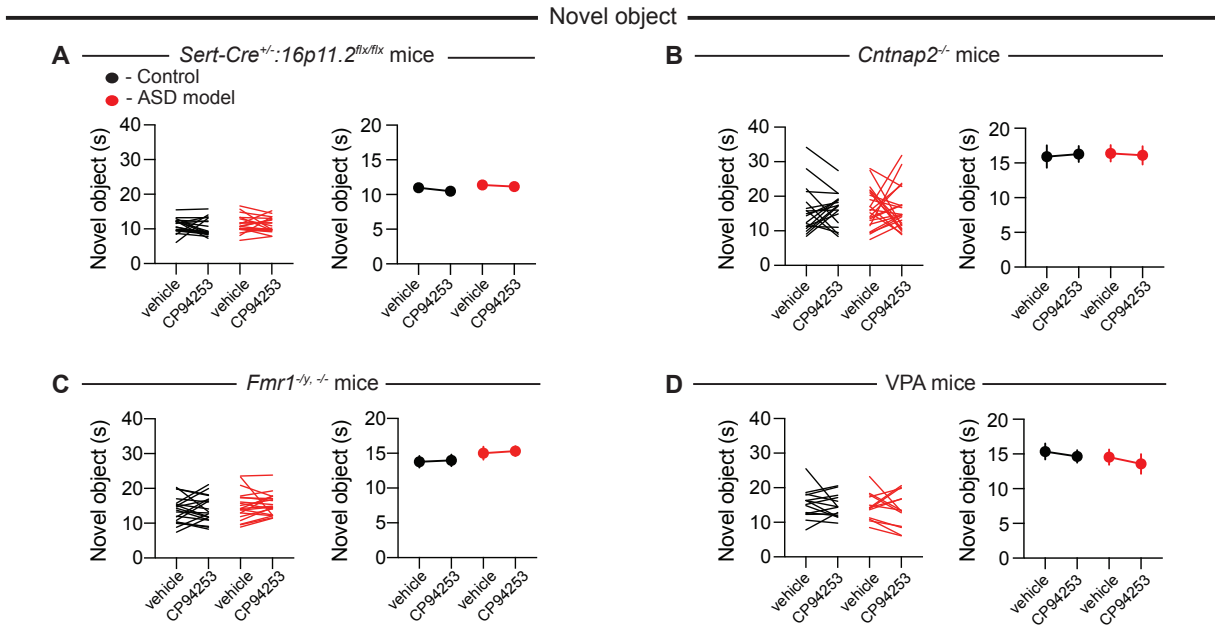 Novel object
A Sert-Cre+/-:16p11.2flx/flx mice
- Control
- ASD model
Novel object (s)
40
30
20
10
0
vehicle
CP94253
vehicle
CP94253
Novel object (s)
20
15
10
5
0
vehicle
CP94253
vehicle
CP94253
B Cntnap2-/- mice
Novel object (s)
40
30
20
10
0
vehicle
CP94253
vehicle
CP94253
Novel object (s)
20
15
10
5
0
vehicle
CP94253
vehicle
CP94253
C Fmr1-/y, -/- mice
Novel object (s)
40
30
20
10
0
vehicle
CP94253
vehicle
CP94253
Novel object (s)
20
15
10
5
0
vehicle
CP94253
vehicle
CP94253
D VPA mice
Novel object (s)
40
30
20
10
0
vehicle
CP94253
vehicle
CP94253
Novel object (s)
20
15
10
5
0
vehicle
CP94253
vehicle
CP94253